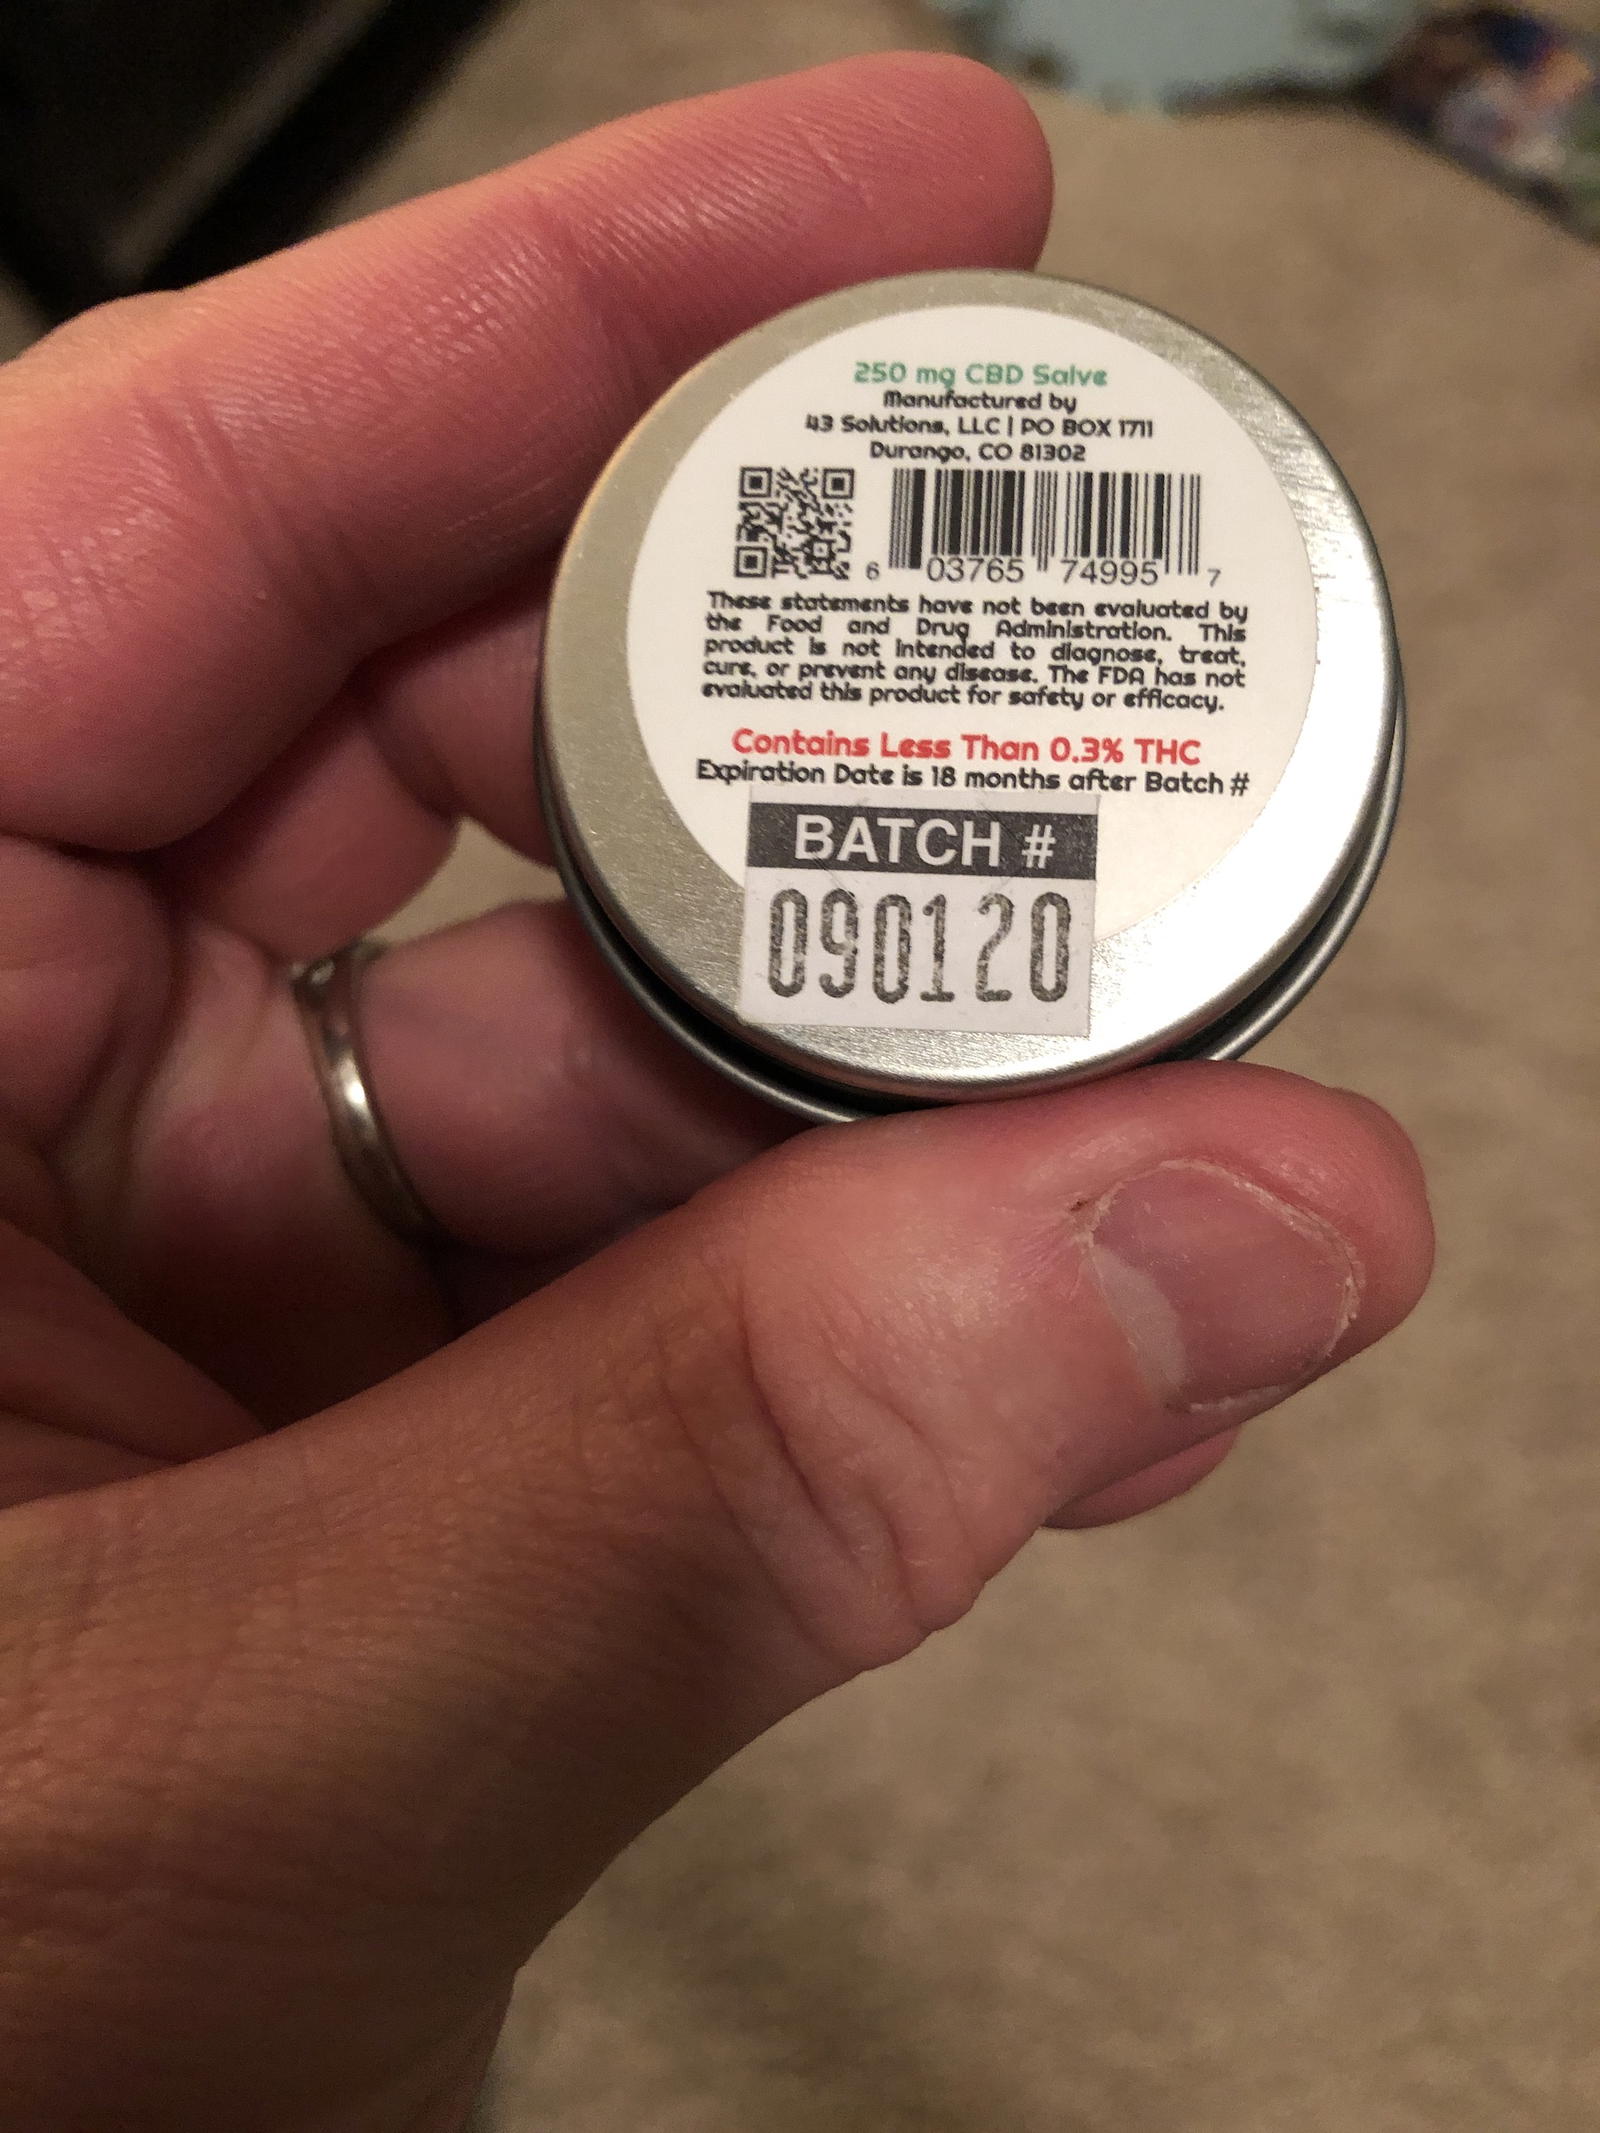 250 mg CBD Salve
Manufactured by
43 Solutions, LLC | PO BOX 1711
Durango, CO 81302
6 03765 74995 7
These statements have not been evaluated by
the Food and Drug Administration. This
product is not intended to diagnose, treat,
cure, or prevent any disease. The FDA has not
evaluated this product for safety or efficacy.
Contains Less Than 0.3% THC
Expiration Date is 18 months after Batch #
BATCH #
090120